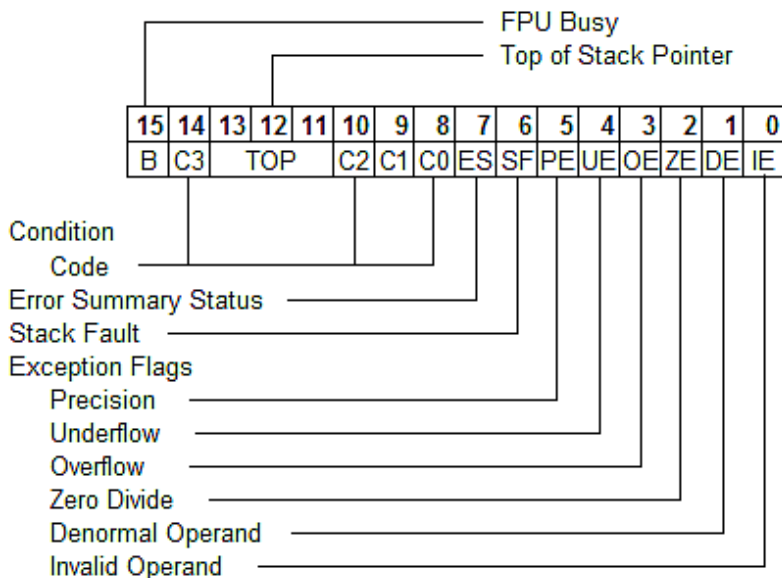 FPU Busy
Top of Stack Pointer
15 14 13 12 11 10 9 8 7 6 5 4 3 2 1 0
B C3 TOP C2 C1 C0 ES SF PE UE OE ZE DE IE
Condition
Code
Error Summary Status
Stack Fault
Exception Flags
Precision
Underflow
Overflow
Zero Divide
Denormal Operand
Invalid Operand